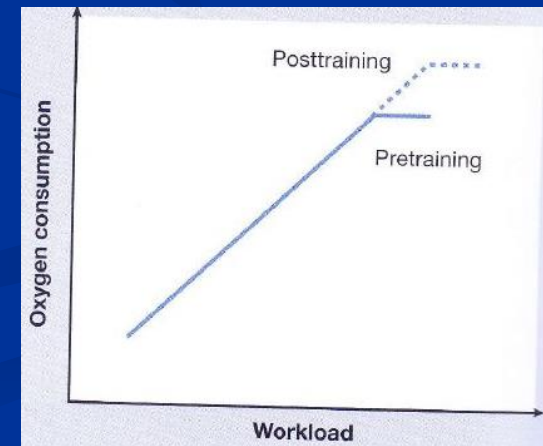 Posttraining
Pretraining
Oxygen consumption
Workload